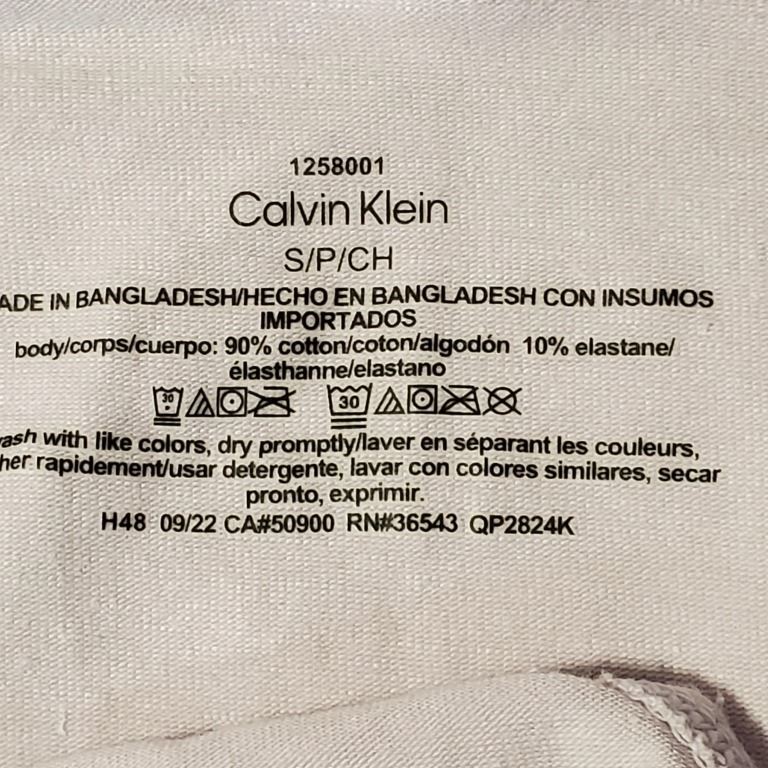 1258001
Calvin Klein
S/P/CH
ADE IN BANGLADESH/HECHO EN BANGLADESH CON INSUMOS
IMPORTADOS
body/corps/cuerpo: 90% cotton/coton/algodón 10% elastane/
élasthanne/elastano
30 30
ash with like colors, dry promptly/laver en séparant les couleurs,
her rapidement/usar detergente, lavar con colores similares, secar
pronto, exprimir.
H48 09/22 CA#50900 RN#36543 QP2824K